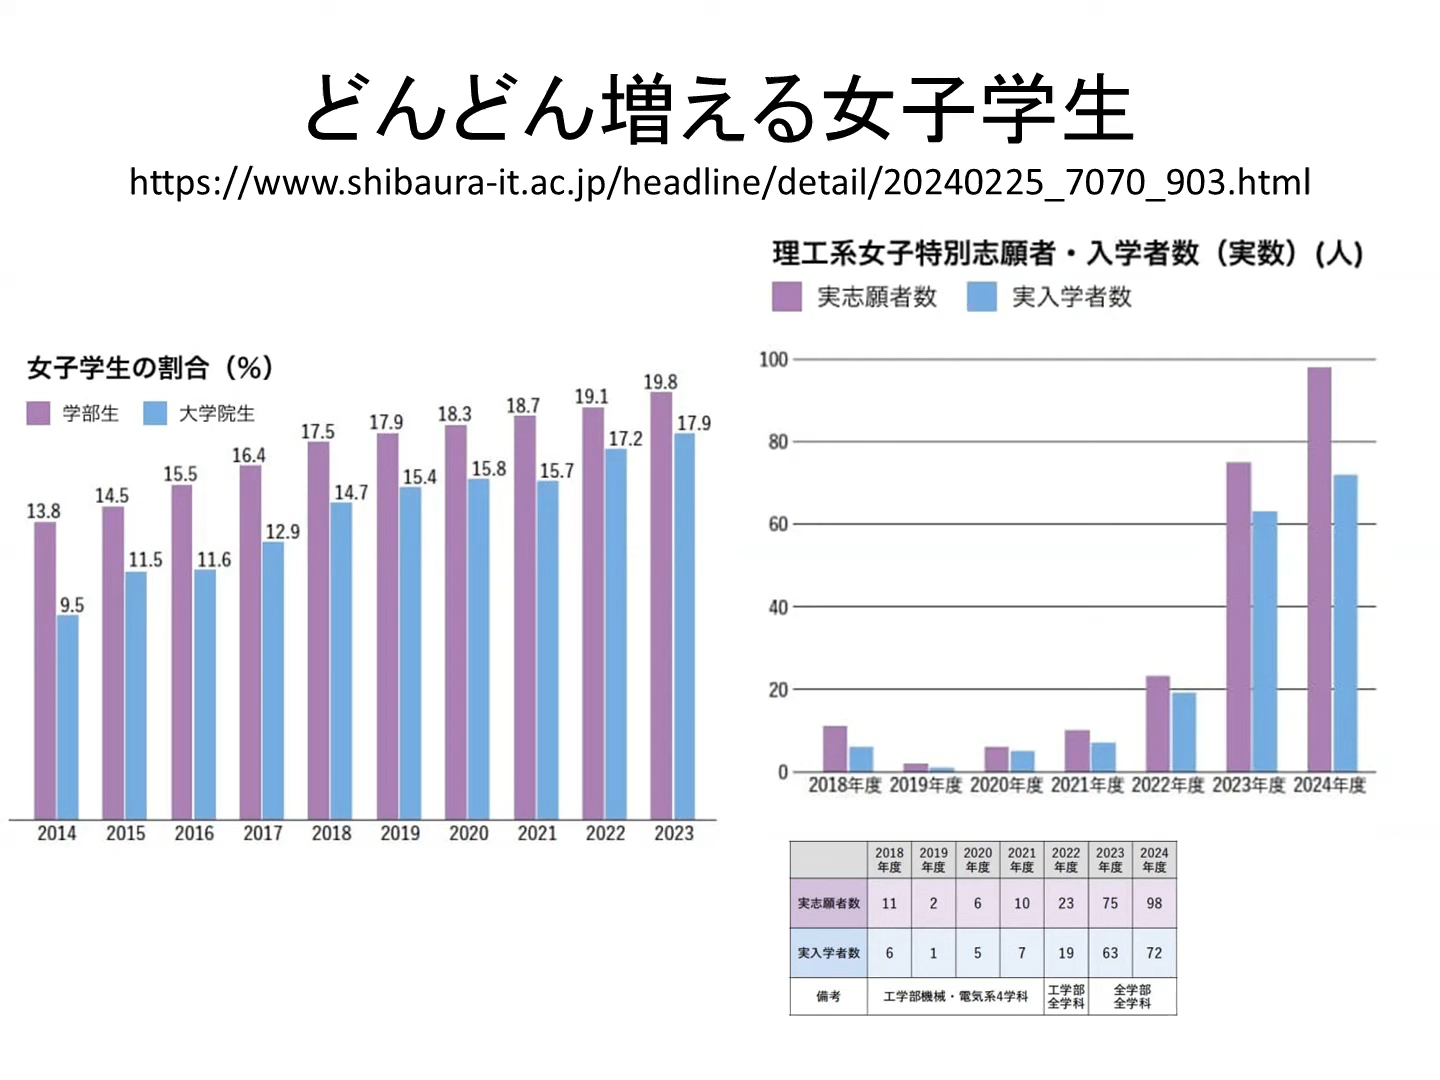 どんどん増える女子学生
https://www.shibaura-it.ac.jp/headline/detail/20240225_7070_903.html
女子学生の割合（%）
学部生 大学院生
13.8 14.5 15.5 16.4 17.5 17.9 18.3 18.7 19.1 19.8
9.5 11.5 11.6 12.9 14.7 15.4 15.8 15.7 17.2 17.9
2014 2015 2016 2017 2018 2019 2020 2021 2022 2023
理工系女子特別志願者・入学者数（実数）(人)
実志願者数 実入学者数
100
80
60
40
20
0
2018年度 2019年度 2020年度 2021年度 2022年度 2023年度 2024年度
2018 2019 2020 2021 2022 2023 2024
年度 年度 年度 年度 年度 年度 年度
実志願者数 11 2 6 10 23 75 98
実入学者数 6 1 5 7 19 63 72
備考 工学部機械・電気系4学科 工学部 全学部
全学科 全学科